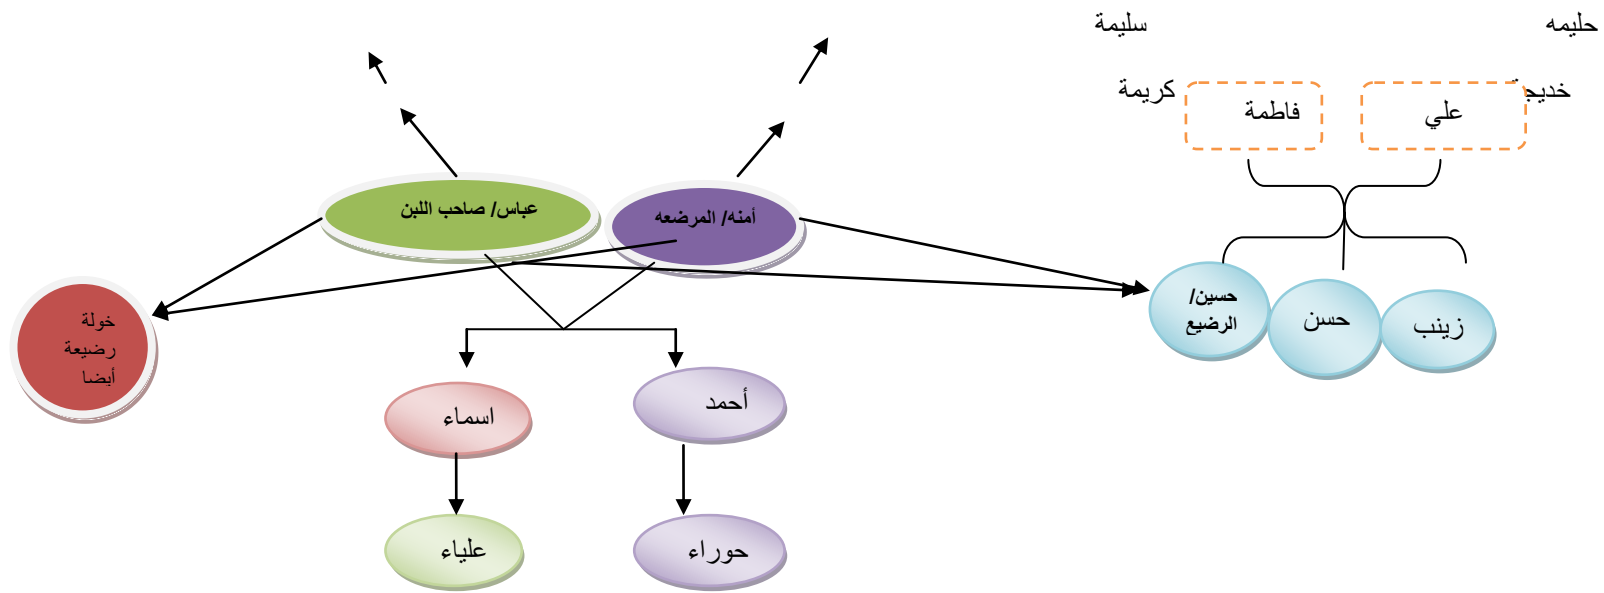 حليمه
سليمة
خديجة
علي
فاطمة
كريمة
أمنه/ المرضعه
عباس/ صاحب اللبن
حسين/
الرضيع
حسن
زينب
خولة
رضيعة
أيضا
أحمد
اسماء
حوراء
علياء